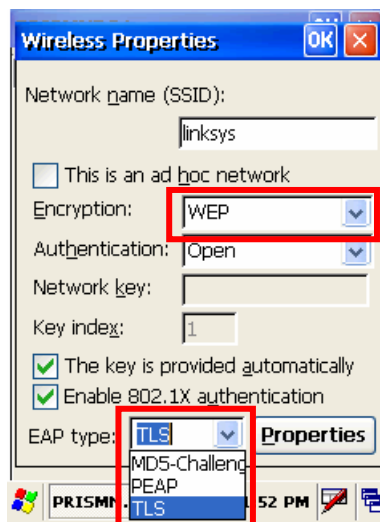 Wireless Properties OK
Network name (SSID):
linksys
This is an ad hoc network
Encryption: WEP
Authentication: Open
Network key:
Key index: 1
The key is provided automatically
Enable 802.1X authentication
EAP type: TLS Properties
MD5-Challeng
PEAP
TLS
PRISMN 52 PM